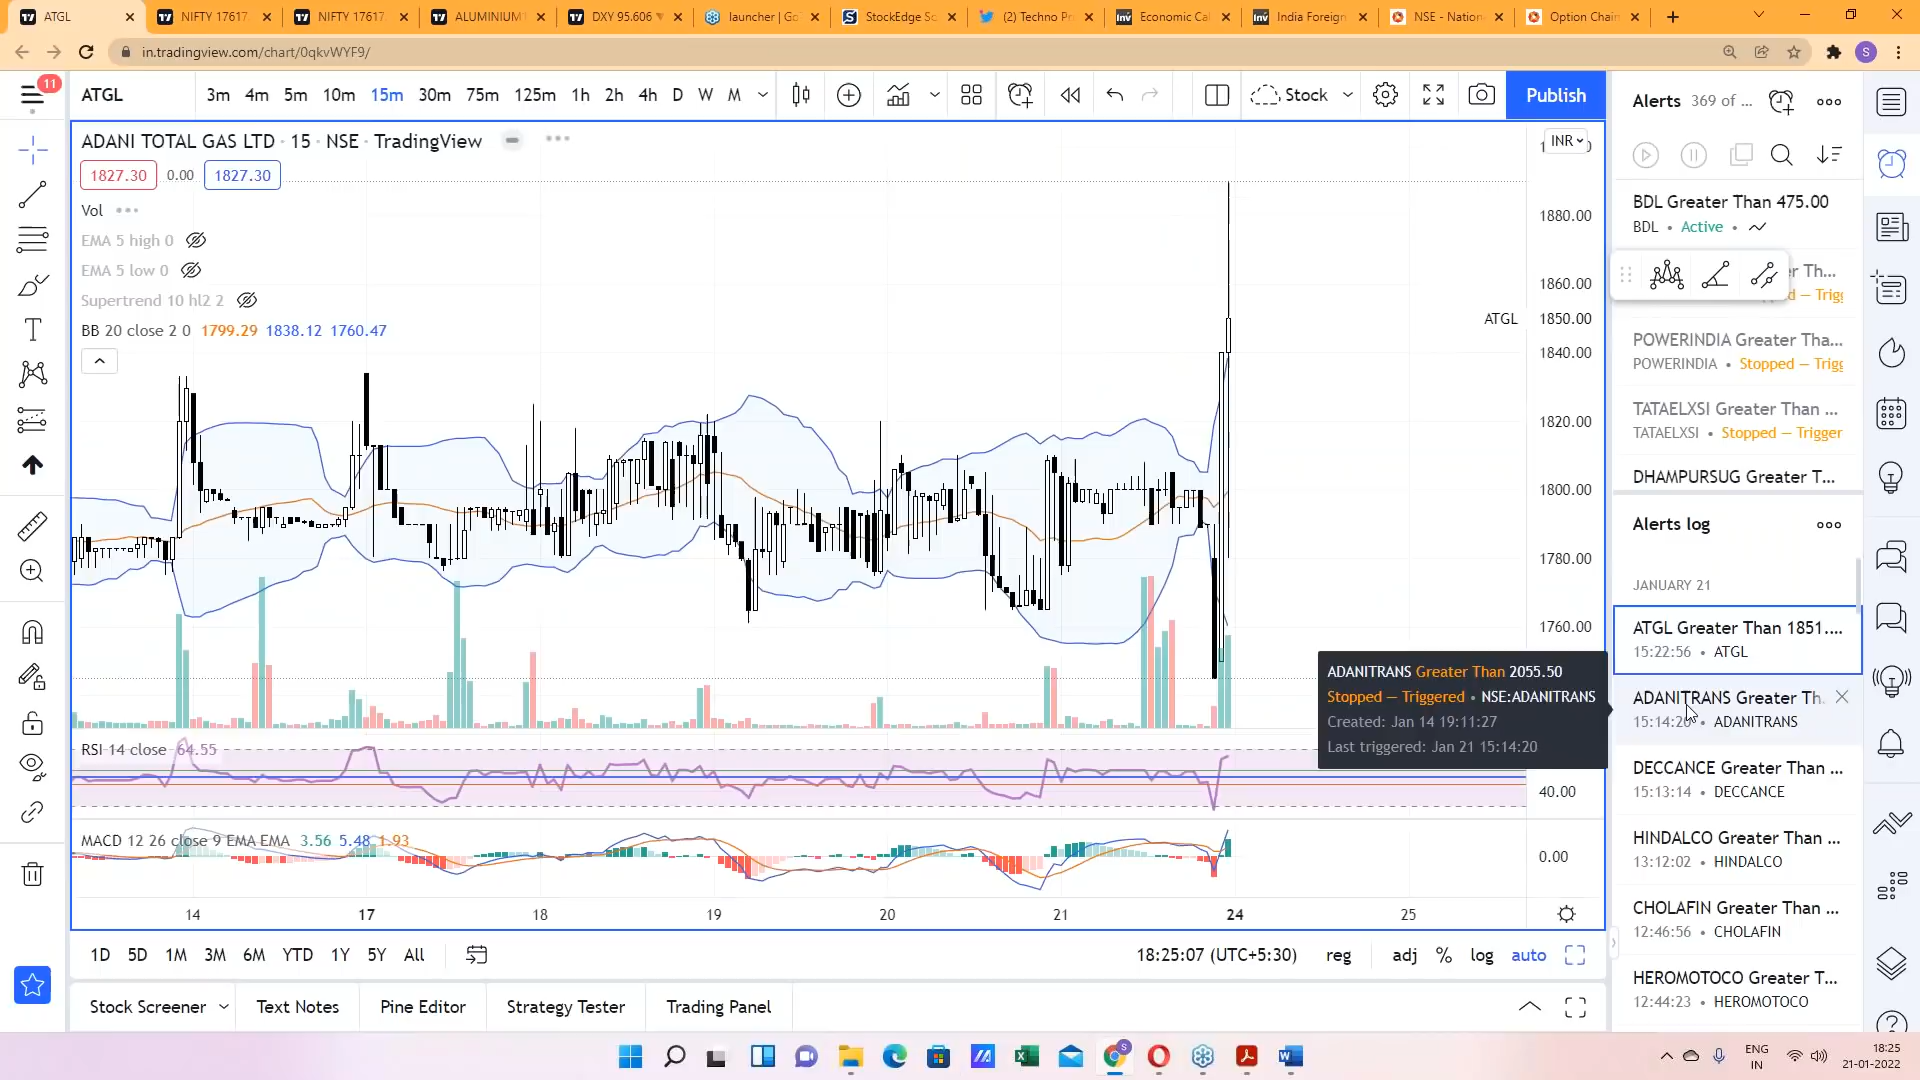 ATGL
NIFTY 17617.
NIFTY 17617.
ALUMINIUM1
DXY 95.606 ▼
launcher | Go
StockEdge Sc
(2) Techno Pr
Economic Cal
India Foreign
NSE - Nation
Option Chain
in.tradingview.com/chart/0qkvWYF9/
S
11
ATGL
3m 4m 5m 10m 15m 30m 75m 125m 1h 2h 4h D W M
Stock
Publish
Alerts 369 of ...
ADANI TOTAL GAS LTD · 15 · NSE · TradingView
INR
1827.30 0.00 1827.30
Vol
EMA 5 high 0
EMA 5 low 0
Supertrend 10 hl2 2
BB 20 close 2 0 1799.29 1838.12 1760.47
1880.00
1860.00
ATGL 1850.00
1840.00
1820.00
1800.00
1780.00
1760.00
BDL Greater Than 475.00
BDL • Active •
POWERINDIA Greater Tha...
POWERINDIA • Stopped — Trigg
TATAELXSI Greater Than ...
TATAELXSI • Stopped — Trigger
DHAMPURSUG Greater T...
Alerts log
JANUARY 21
ATGL Greater Than 1851....
15:22:56 • ATGL
ADANITRANS Greater Than 2055.50
Stopped — Triggered • NSE:ADANITRANS
Created: Jan 14 19:11:27
Last triggered: Jan 21 15:14:20
ADANITRANS Greater Th
15:14:20 • ADANITRANS
DECCANCE Greater Than ...
15:13:14 • DECCANCE
HINDALCO Greater Than ...
13:12:02 • HINDALCO
CHOLAFIN Greater Than ...
12:46:56 • CHOLAFIN
HEROMOTOCO Greater T...
12:44:23 • HEROMOTOCO
RSI 14 close 64.55
40.00
MACD 12 26 close 9 EMA EMA 3.56 5.48 1.93
0.00
14 17 18 19 20 21 24 25
1D 5D 1M 3M 6M YTD 1Y 5Y All
18:25:07 (UTC+5:30) reg adj % log auto
Stock Screener
Text Notes
Pine Editor
Strategy Tester
Trading Panel
S
ENG
IN
18:25
21-01-2022